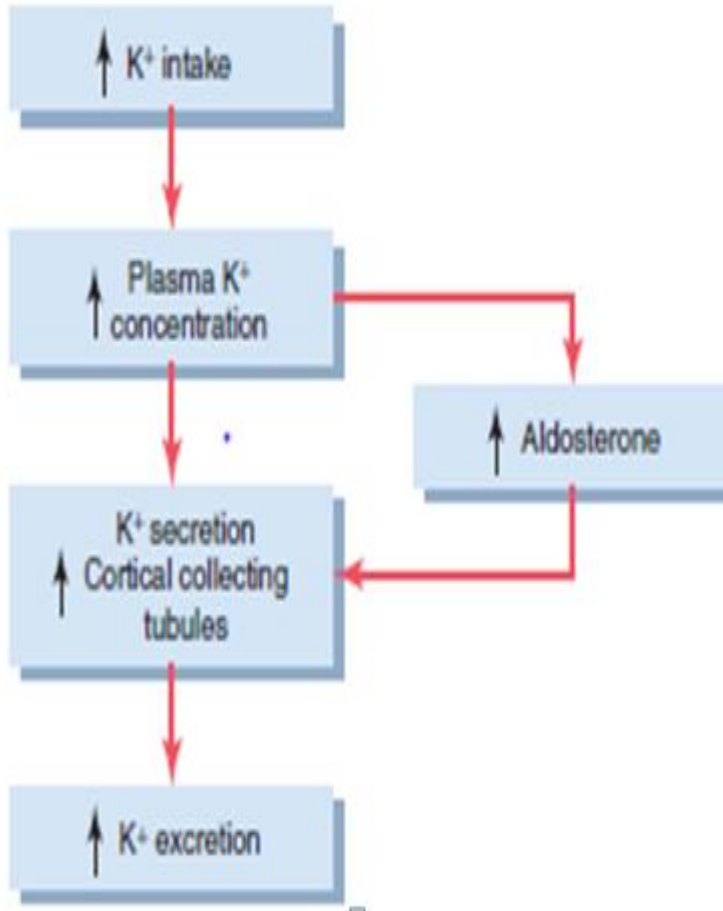 ↑ K⁺ intake
↑ Plasma K⁺
concentration
↑ Aldosterone
K⁺ secretion
↑ Cortical collecting
tubules
↑ K⁺ excretion